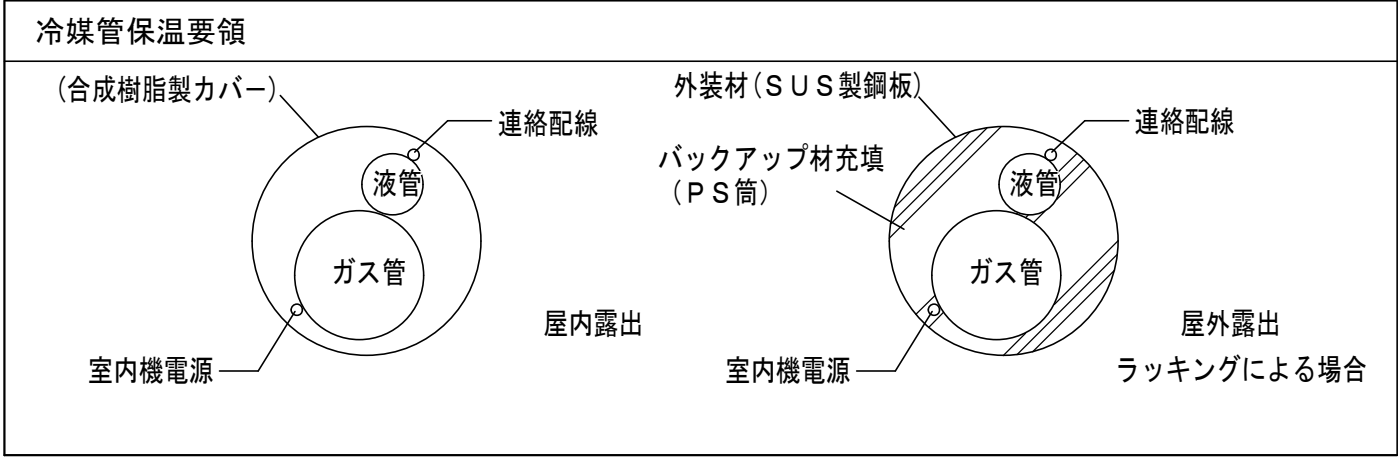 冷媒管保温要領
(合成樹脂製カバー)
連絡配線
液管
ガス管
屋内露出
室内機電源
外装材(ＳＵＳ製鋼板)
連絡配線
バックアップ材充填
(ＰＳ筒)
液管
ガス管
屋外露出
室内機電源
ラッキングによる場合